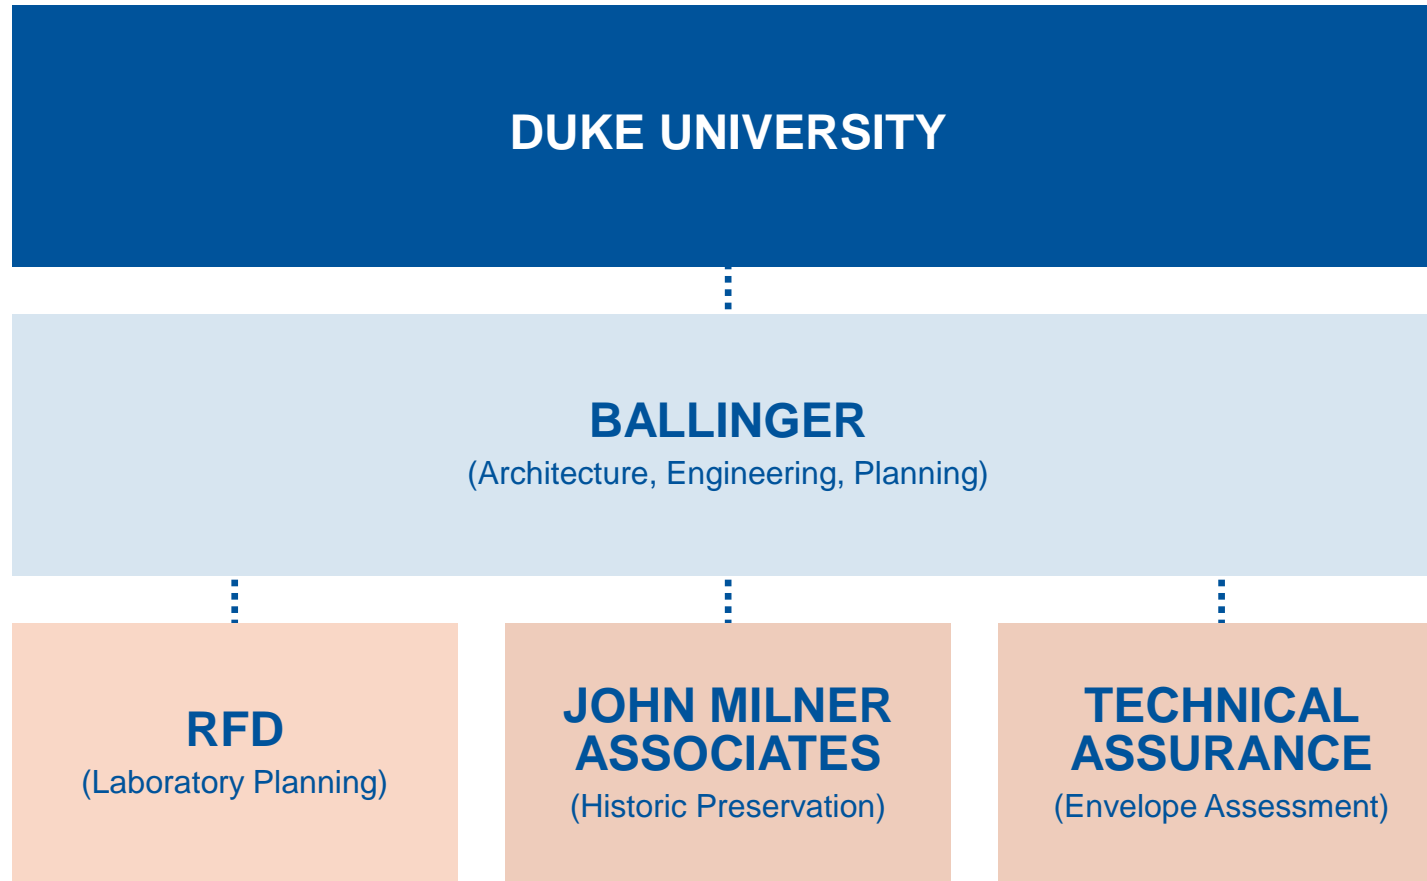 DUKE UNIVERSITY
BALLINGER
(Architecture, Engineering, Planning)
RFD
(Laboratory Planning)
JOHN MILNER
ASSOCIATES
(Historic Preservation)
TECHNICAL
ASSURANCE
(Envelope Assessment)